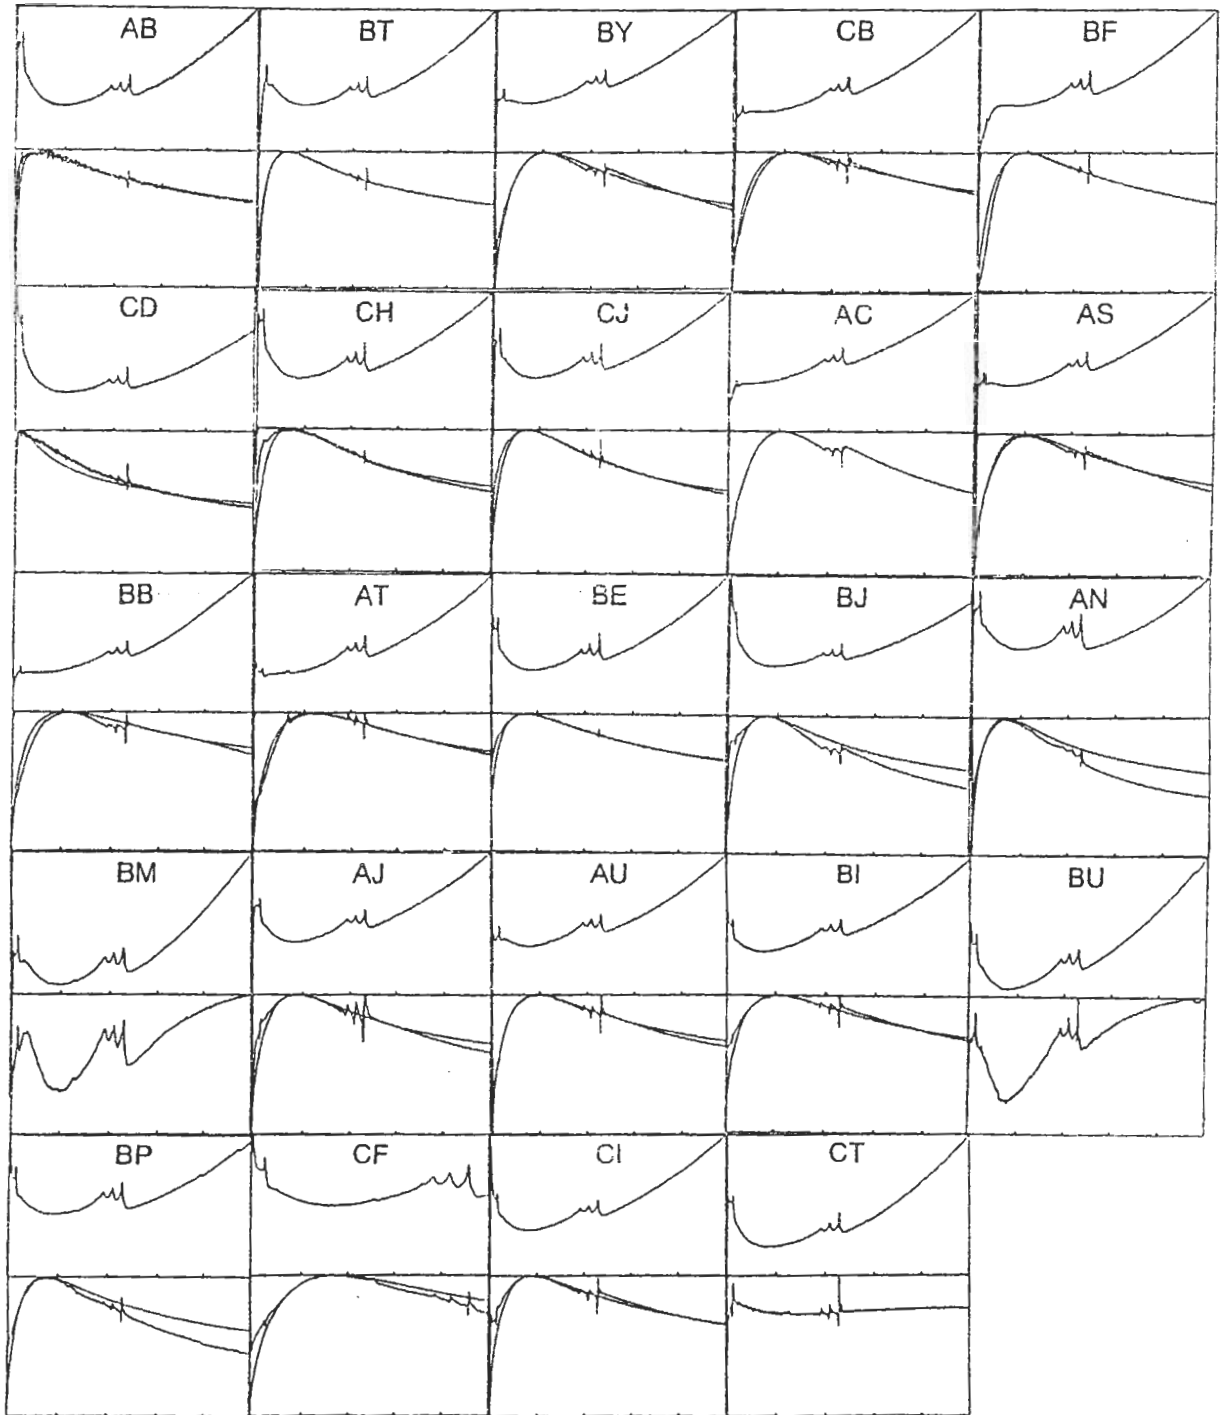 AB BT BY CB BF
CD CH CJ AC AS
BB AT BE BJ AN
BM AJ AU BI BU
BP CF CI CT